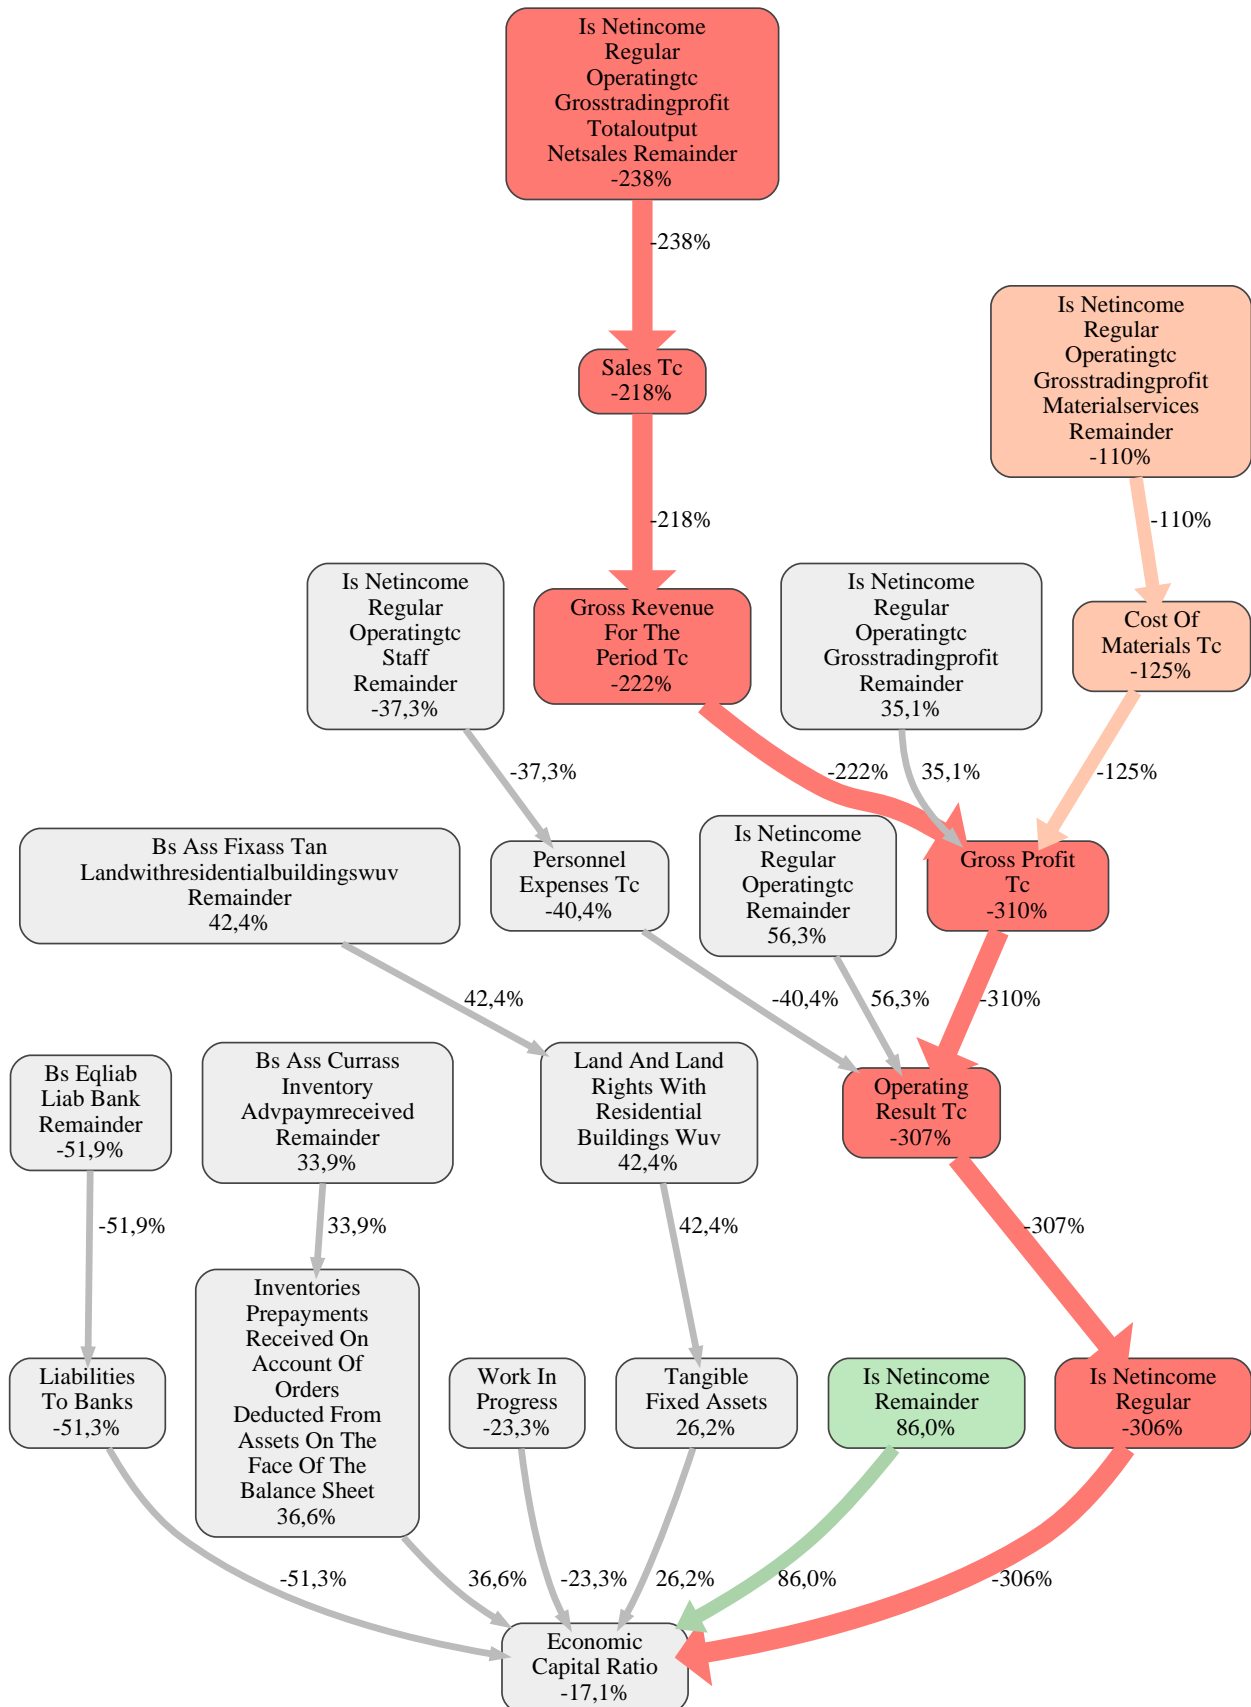 Is Netincome
Regular
Operatingtc
Grosstradingprofit
Totaloutput
Netsales Remainder
-238%
-238%
Is Netincome
Regular
Operatingtc
Grosstradingprofit
Materialservices
Remainder
-110%
Sales Tc
-218%
-218%
-110%
Is Netincome
Regular
Operatingtc
Staff
Remainder
-37,3%
Gross Revenue
For The
Period Tc
-222%
Is Netincome
Regular
Operatingtc
Grosstradingprofit
Remainder
35,1%
Cost Of
Materials Tc
-125%
-37,3%
-222%
35,1%
-125%
Bs Ass Fixass Tan
Landwithresidentialbuildingswuv
Remainder
42,4%
Personnel
Expenses Tc
-40,4%
Is Netincome
Regular
Operatingtc
Remainder
56,3%
Gross Profit
Tc
-310%
42,4%
-40,4%
56,3%
-310%
Bs Eqliab
Liab Bank
Remainder
-51,9%
Bs Ass Currass
Inventory
Advpaymreceived
Remainder
33,9%
Land And Land
Rights With
Residential
Buildings Wuv
42,4%
Operating
Result Tc
-307%
-51,9%
33,9%
42,4%
-307%
Liabilities
To Banks
-51,3%
Inventories
Prepayments
Received On
Account Of
Orders
Deducted From
Assets On The
Face Of The
Balance Sheet
36,6%
Work In
Progress
-23,3%
Tangible
Fixed Assets
26,2%
Is Netincome
Remainder
86,0%
Is Netincome
Regular
-306%
-51,3%
36,6%
-23,3%
26,2%
86,0%
-306%
Economic
Capital Ratio
-17,1%